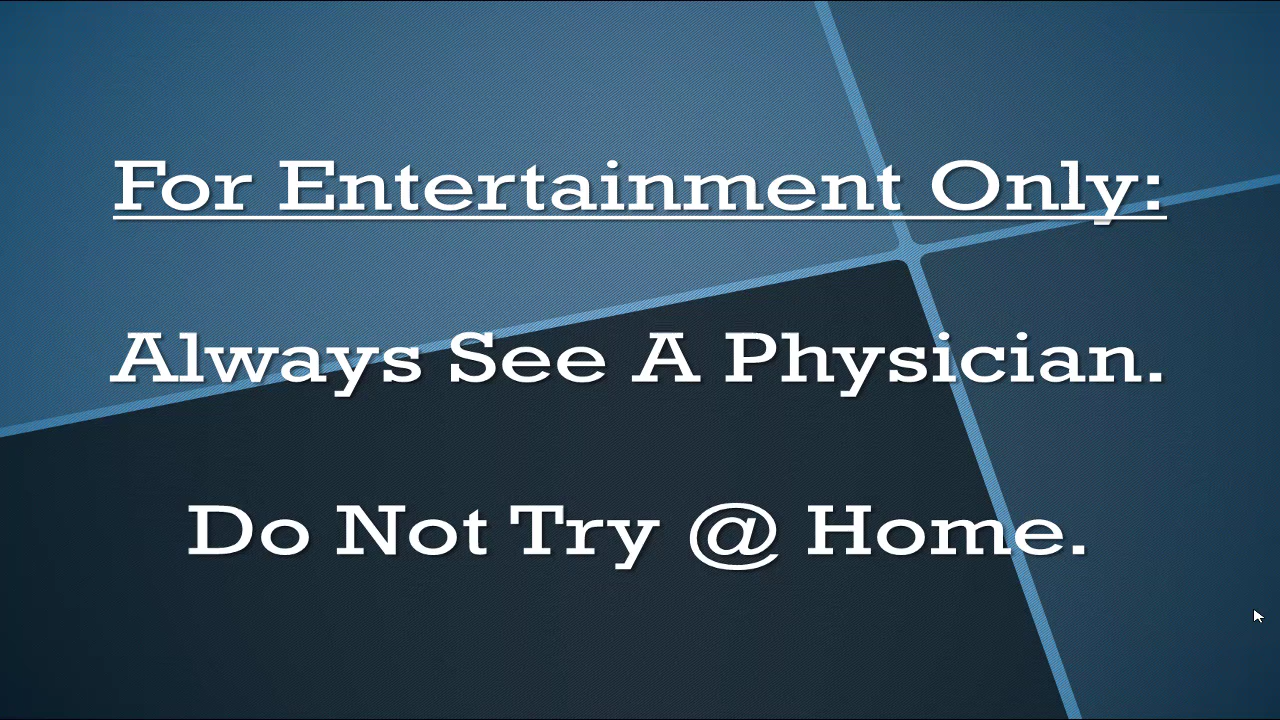 For Entertainment Only:
Always See A Physician.
Do Not Try @ Home.